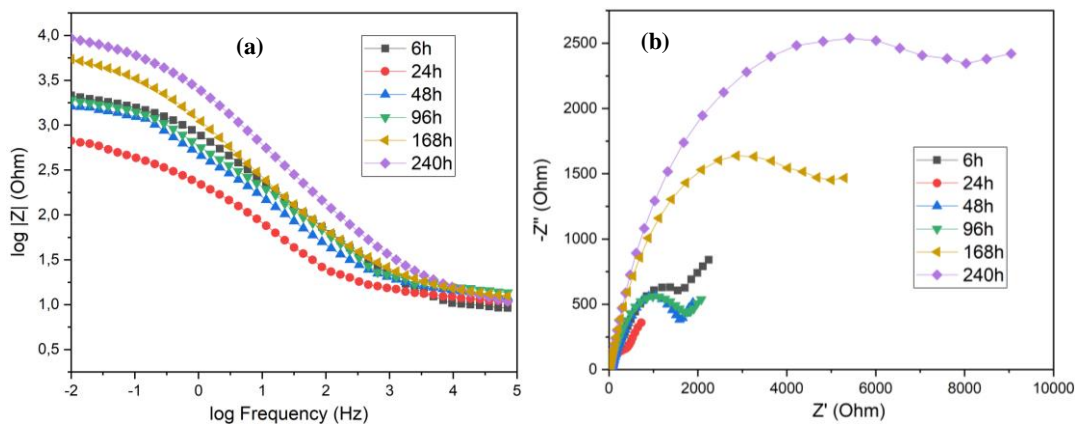 (a)
6h
24h
48h
96h
168h
240h
4,0
3,5
3,0
2,5
2,0
1,5
1,0
0,5
log |Z| (Ohm)
-2
-1
0
1
2
3
4
5
log Frequency (Hz)
(b)
6h
24h
48h
96h
168h
240h
2500
2000
1500
1000
500
0
-Z" (Ohm)
0
2000
4000
6000
8000
10000
Z' (Ohm)